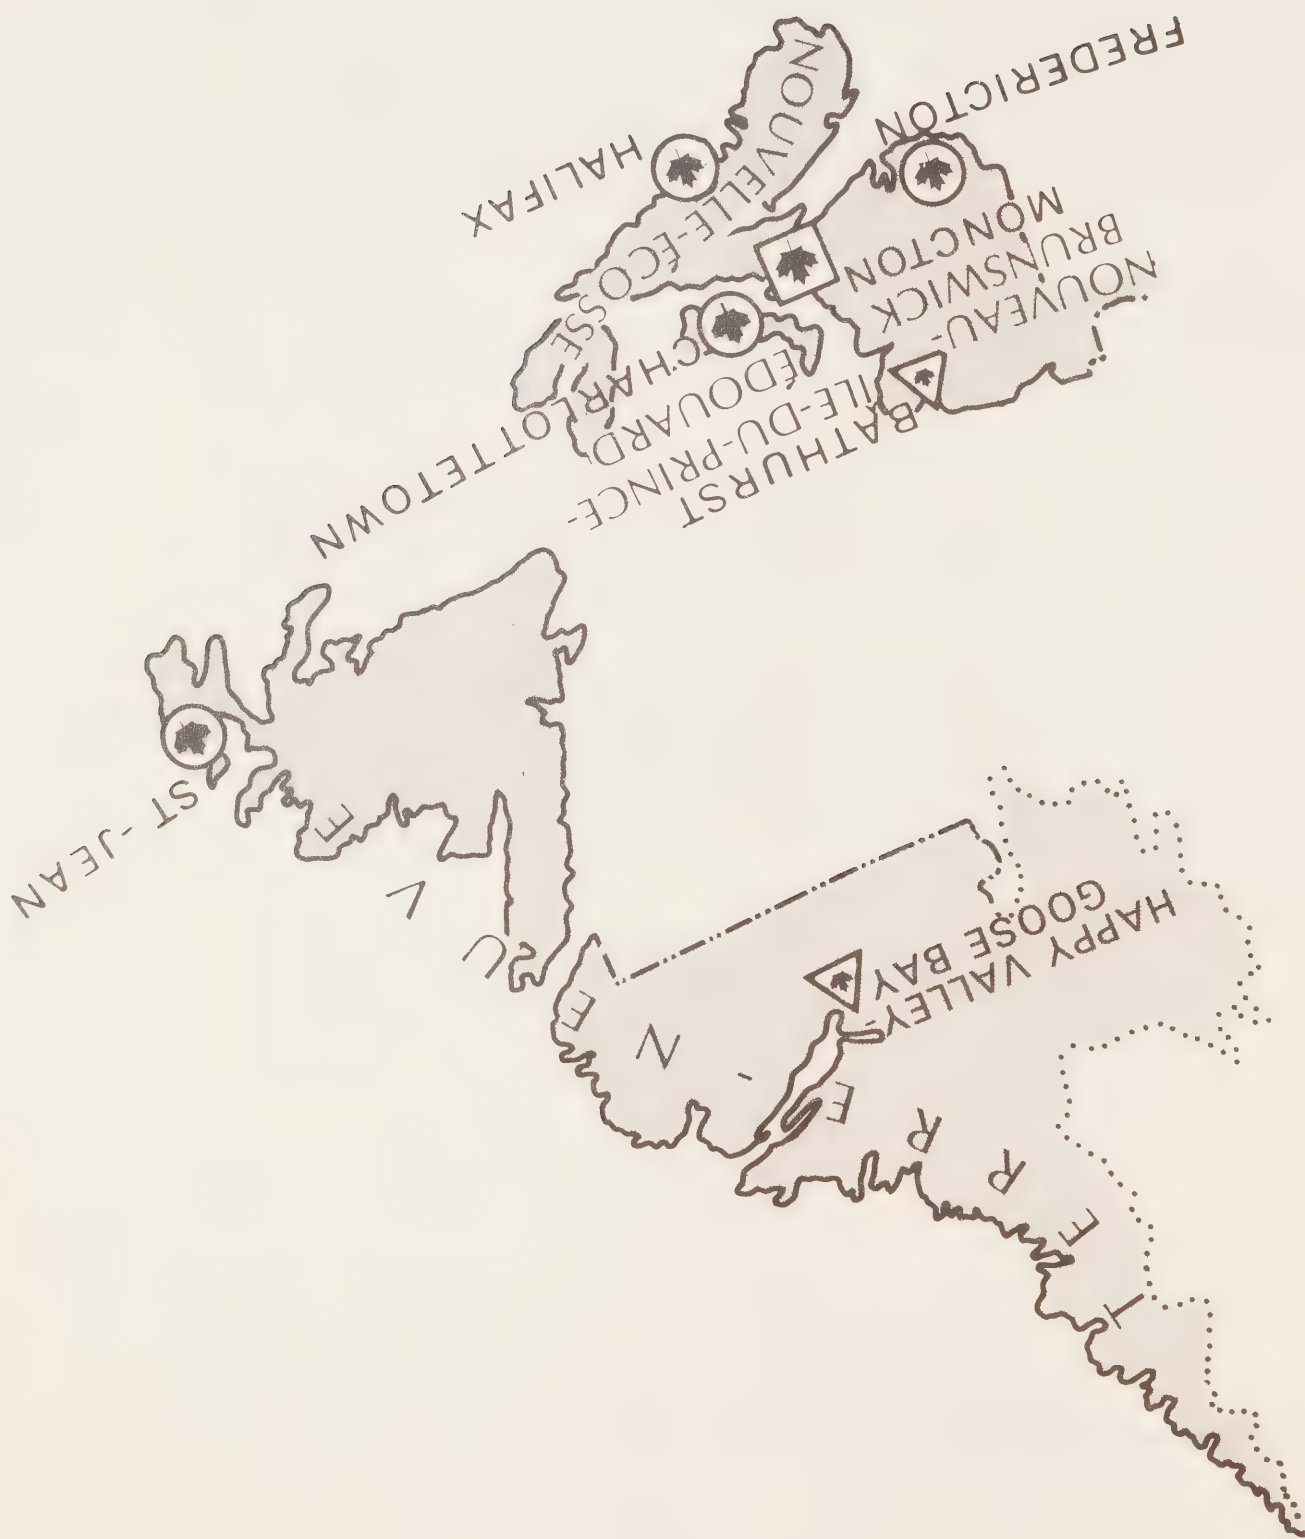 TERRE-NEUVE
HAPPY VALLEY-
GOOSE BAY
ST-JEAN
BATHURST
ÎLE-DU-PRINCE-
ÉDOUARD
CHARLOTTETOWN
NOUVEAU-
BRUNSWICK
MONCTON
FREDERICTON
HALIFAX
NOUVELLE-ÉCOSSE